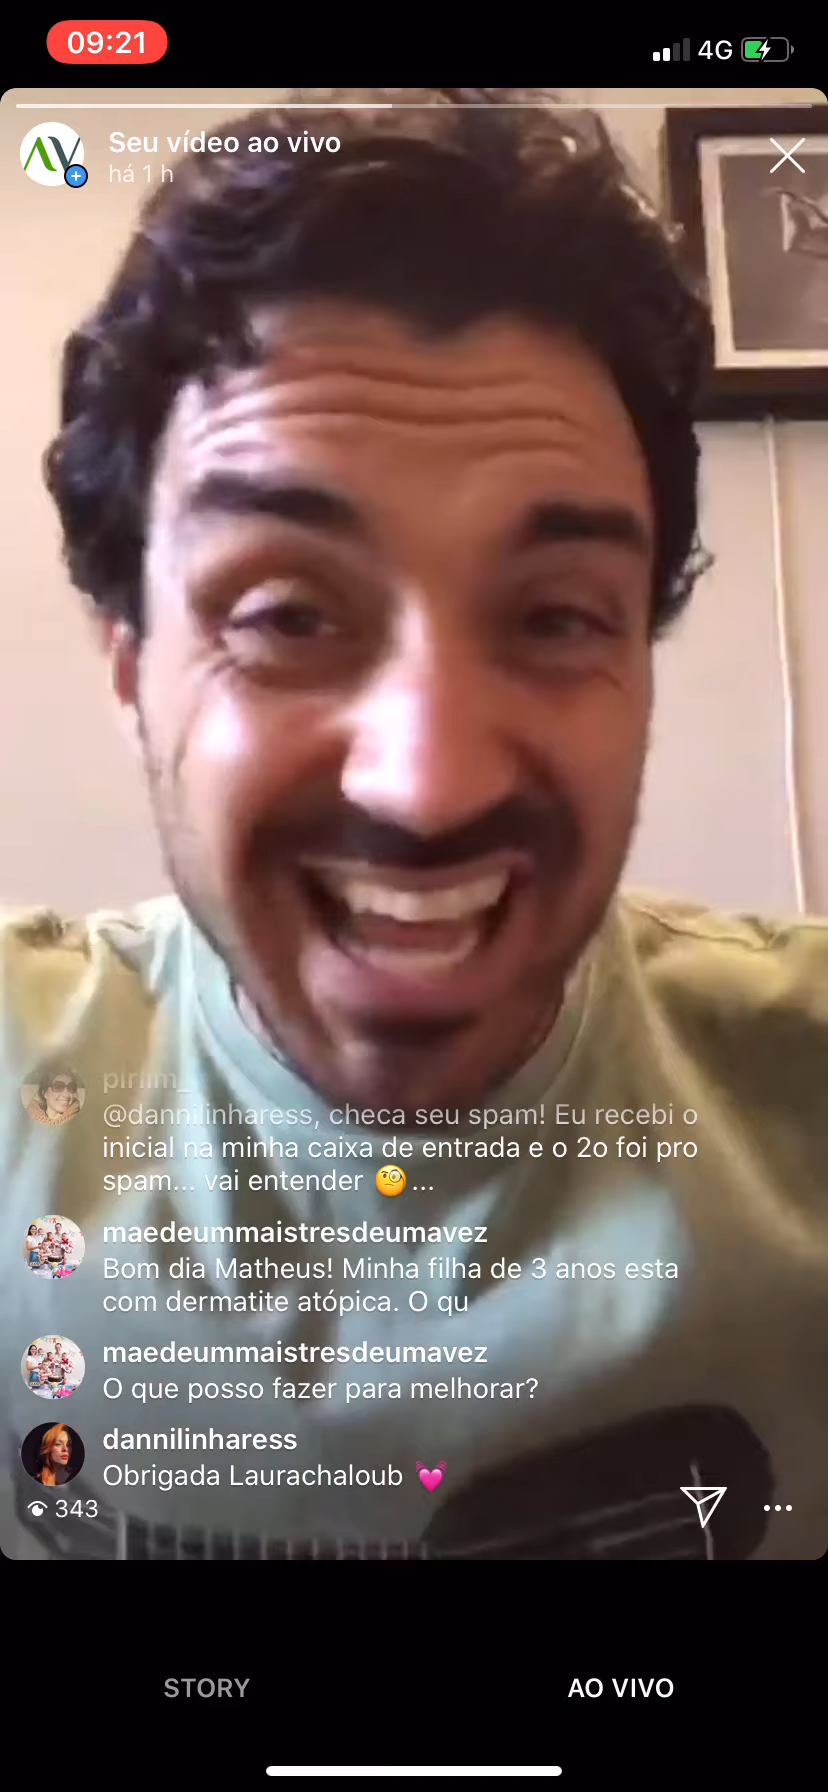 09:21
4G
Seu vídeo ao vivo
há 1 h
@dannilinharess, checa seu spam! Eu recebi o
inicial na minha caixa de entrada e o 2o foi pro
spam... vai entender 🧐...
maedeummaistresdeumavez
Bom dia Matheus! Minha filha de 3 anos esta
com dermatite atópica. O qu
maedeummaistresdeumavez
O que posso fazer para melhorar?
dannilinharess
Obrigada Laurachaloub 💓
343
STORY
AO VIVO